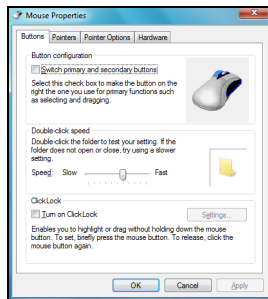 Mouse Properties
Buttons Pointers Pointer Options Hardware
Button configuration
Switch primary and secondary buttons
Select this check box to make the button on the
right the one you use for primary functions such
as selecting and dragging.
Double-click speed
Double-click the folder to test your setting. If the
folder does not open or close, try using a slower
setting.
Speed: Slow Fast
ClickLock
Turn on ClickLock Settings...
Enables you to highlight or drag without holding down the mouse
button. To set, briefly press the mouse button. To release, click the
mouse button again.
OK Cancel Apply